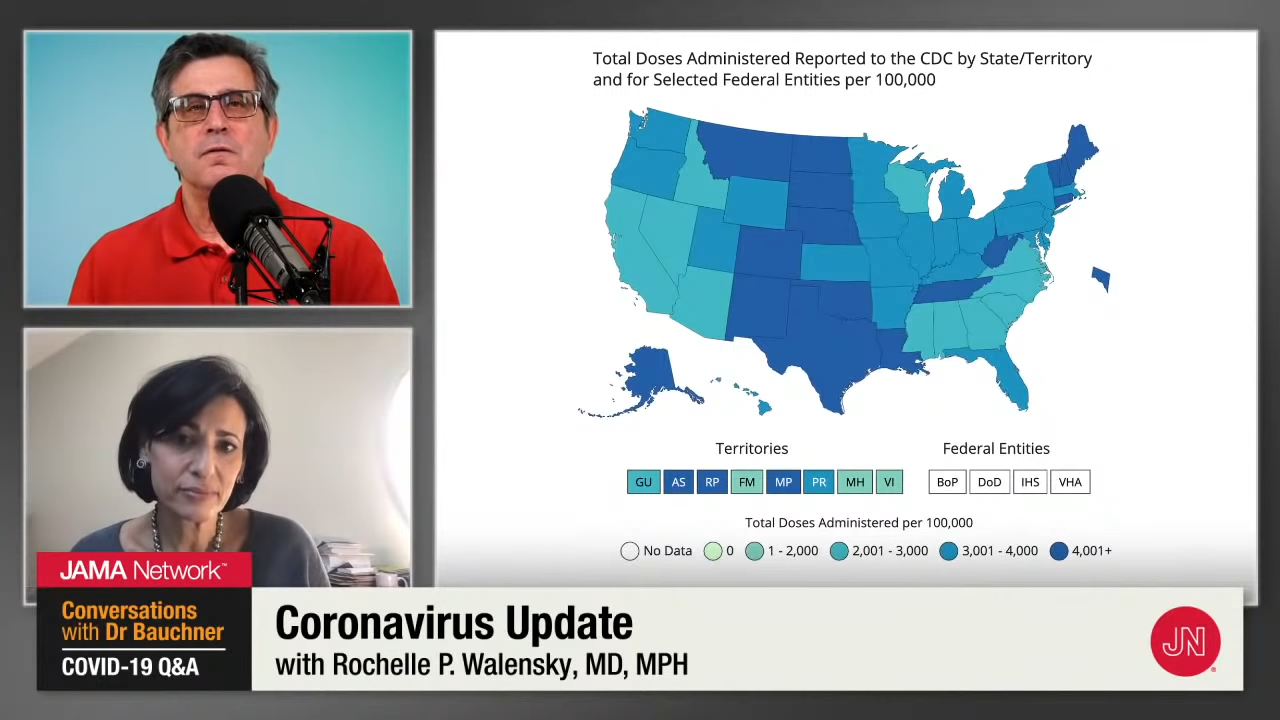 Total Doses Administered Reported to the CDC by State/Territory
and for Selected Federal Entities per 100,000
Territories
GU AS RP FM MP PR MH VI
Federal Entities
BoP DoD IHS VHA
Total Doses Administered per 100,000
No Data 0 1 - 2,000 2,001 - 3,000 3,001 - 4,000 4,001+
JAMA Network™
Conversations
with Dr Bauchner
COVID-19 Q&A
Coronavirus Update
with Rochelle P. Walensky, MD, MPH
JN